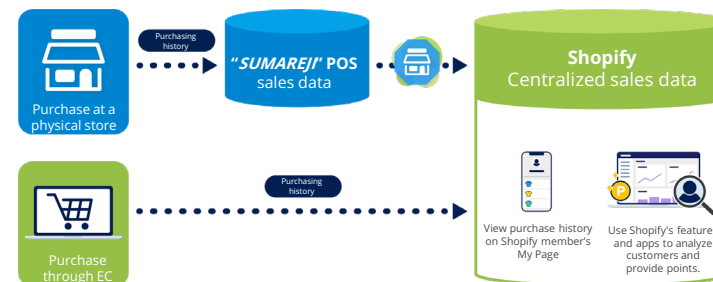 Purchase at a
physical store
Purchasing
history
“SUMAREJI” POS
sales data
Shopify
Centralized sales data
Purchase
through EC
Purchasing
history
P
View purchase history
on Shopify member's
My Page
Use Shopify's feature
and apps to analyze
customers and
provide points.